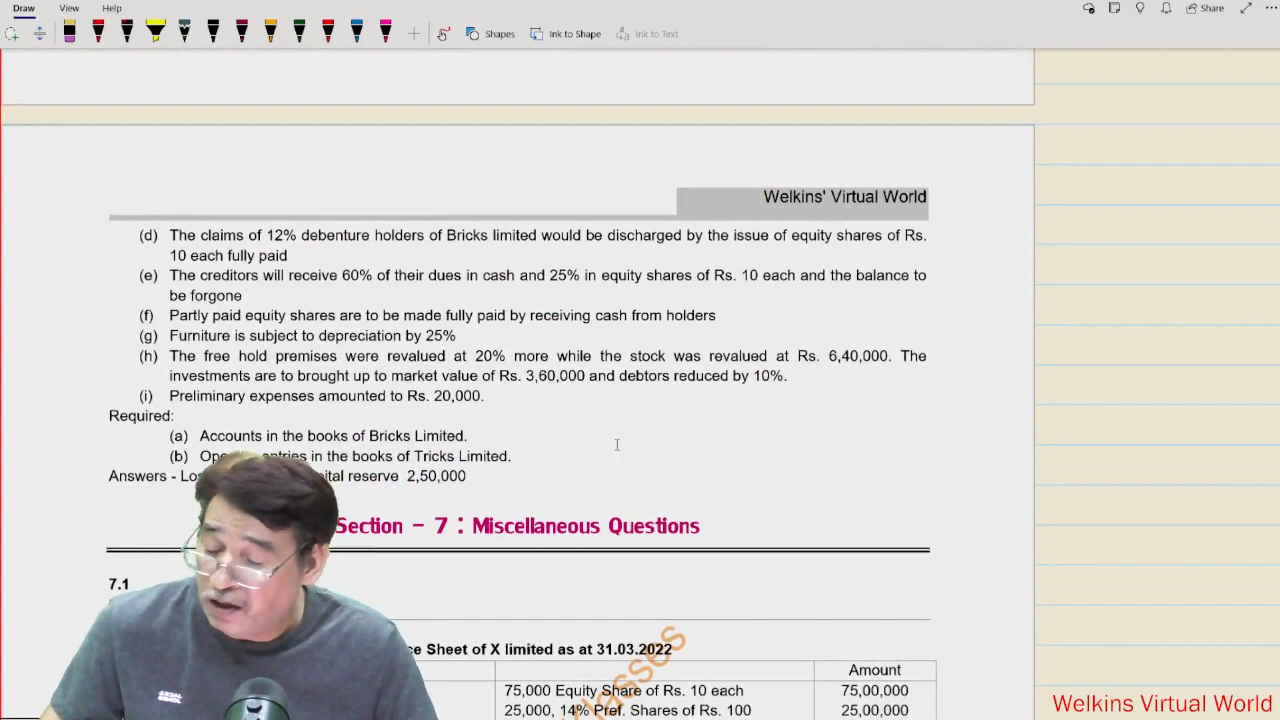 Draw View Help
Share
Shapes Ink to Shape Ink to Text
Welkins' Virtual World
(d) The claims of 12% debenture holders of Bricks limited would be discharged by the issue of equity shares of Rs.
10 each fully paid
(e) The creditors will receive 60% of their dues in cash and 25% in equity shares of Rs. 10 each and the balance to
be forgone
(f) Partly paid equity shares are to be made fully paid by receiving cash from holders
(g) Furniture is subject to depreciation by 25%
(h) The free hold premises were revalued at 20% more while the stock was revalued at Rs. 6,40,000. The
investments are to brought up to market value of Rs. 3,60,000 and debtors reduced by 10%.
(i) Preliminary expenses amounted to Rs. 20,000.
Required:
(a) Accounts in the books of Bricks Limited.
(b) entries in the books of Tricks Limited.
Answers - reserve 2,50,000
Section - 7 : Miscellaneous Questions
7.1
Sheet of X limited as at 31.03.2022
Amount
75,000 Equity Share of Rs. 10 each 75,00,000
25,000, 14% Pref. Shares of Rs. 100 25,00,000
Welkins Virtual World